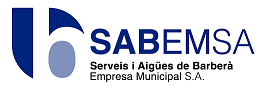 SABEMSA
Serveis i Aigües de Barberà
Empresa Municipal S.A.